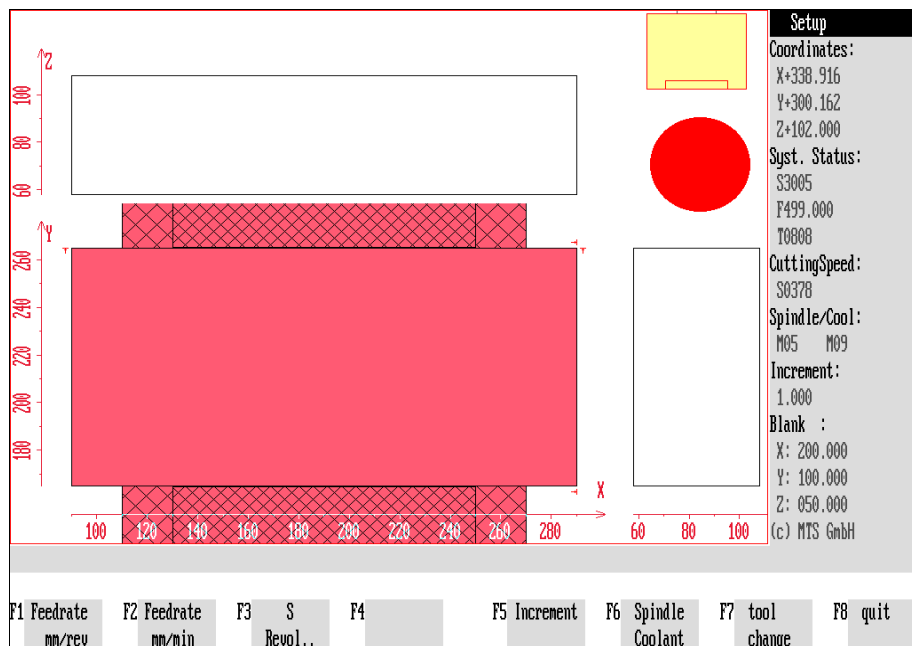 Setup
Coordinates:
X+338.916
Y+300.162
Z+102.000
Syst. Status:
S3005
F499.000
T0808
CuttingSpeed:
S0378
Spindle/Cool:
M05 M09
Increment:
1.000
Blank :
X: 200.000
Y: 100.000
Z: 050.000
(c) MTS GmbH
Z
100
80
60
Y
260
240
220
200
180
X
100 120 140 160 180 200 220 240 260 280
60 80 100
F1 Feedrate mm/rev
F2 Feedrate mm/min
F3 S Revol..
F4
F5 Increment
F6 Spindle Coolant
F7 tool change
F8 quit